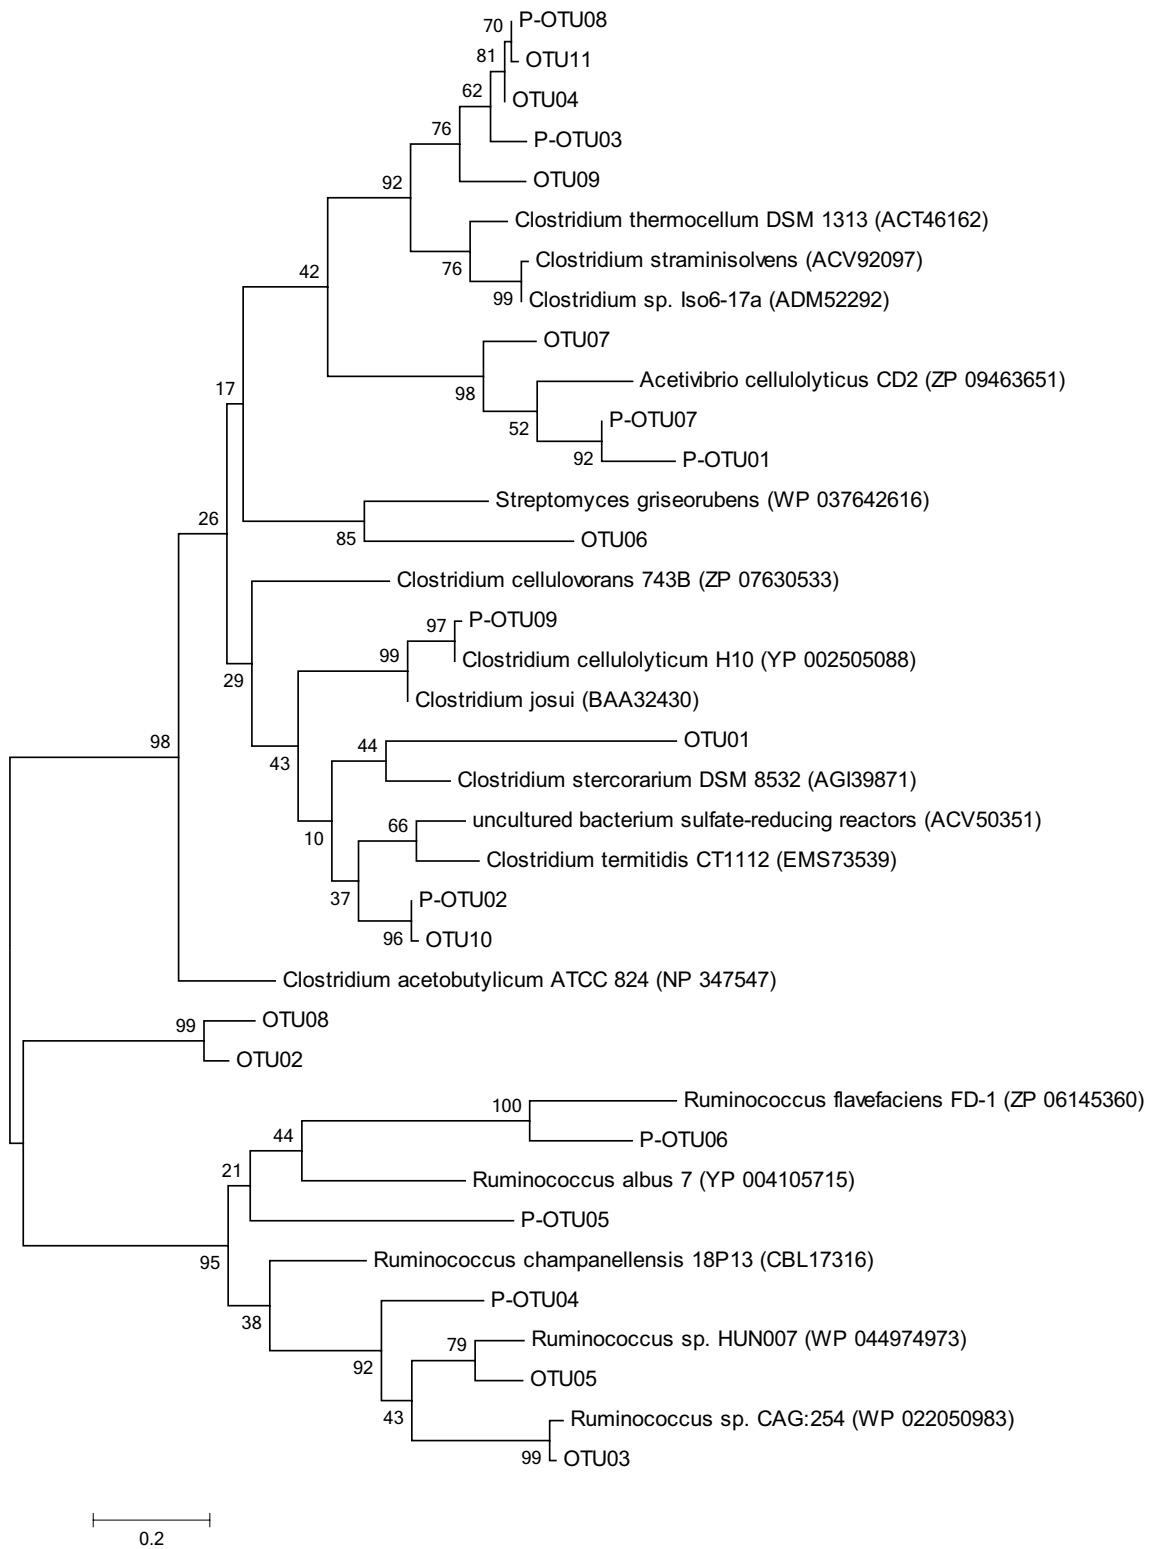 70
P-OTU08
81
OTU11
62
OTU04
76
P-OTU03
92
OTU09
Clostridium thermocellum DSM 1313 (ACT46162)
76
Clostridium straminisolvens (ACV92097)
42
99
Clostridium sp. Iso6-17a (ADM52292)
OTU07
17
98
Acetivibrio cellulolyticus CD2 (ZP 09463651)
52
P-OTU07
92
P-OTU01
Streptomyces griseorubens (WP 037642616)
26
85
OTU06
Clostridium cellulovorans 743B (ZP 07630533)
97
P-OTU09
99
Clostridium cellulolyticum H10 (YP 002505088)
29
Clostridium josui (BAA32430)
98
44
OTU01
43
Clostridium stercorarium DSM 8532 (AGI39871)
10
66
uncultured bacterium sulfate-reducing reactors (ACV50351)
Clostridium termitidis CT1112 (EMS73539)
37
P-OTU02
96
OTU10
Clostridium acetobutylicum ATCC 824 (NP 347547)
99
OTU08
OTU02
100
Ruminococcus flavefaciens FD-1 (ZP 06145360)
44
P-OTU06
21
Ruminococcus albus 7 (YP 004105715)
P-OTU05
95
Ruminococcus champanellensis 18P13 (CBL17316)
38
P-OTU04
92
79
Ruminococcus sp. HUN007 (WP 044974973)
OTU05
43
Ruminococcus sp. CAG:254 (WP 022050983)
99
OTU03
0.2